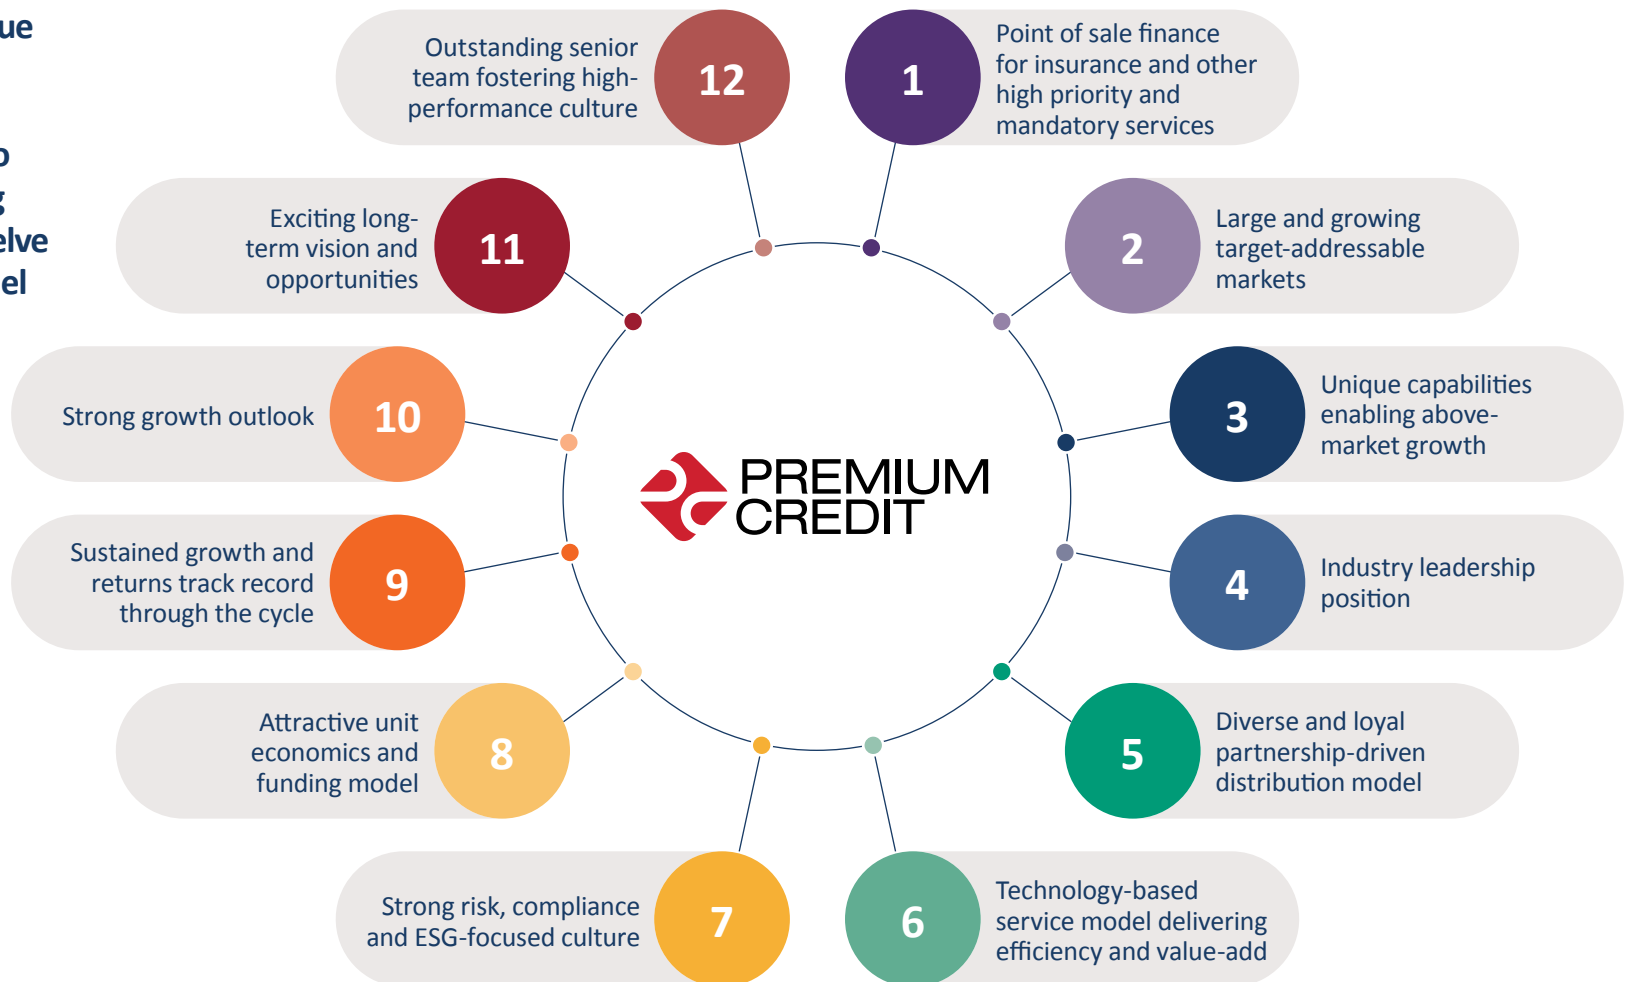 12
Outstanding senior
team fostering high-
performance culture
1
Point of sale finance
for insurance and other
high priority and
mandatory services
11
Exciting long-
term vision and
opportunities
2
Large and growing
target-addressable
markets
10
Strong growth outlook
3
Unique capabilities
enabling above-
market growth
PREMIUM
CREDIT
9
Sustained growth and
returns track record
through the cycle
4
Industry leadership
position
8
Attractive unit
economics and
funding model
5
Diverse and loyal
partnership-driven
distribution model
7
Strong risk, compliance
and ESG-focused culture
6
Technology-based
service model delivering
efficiency and value-add